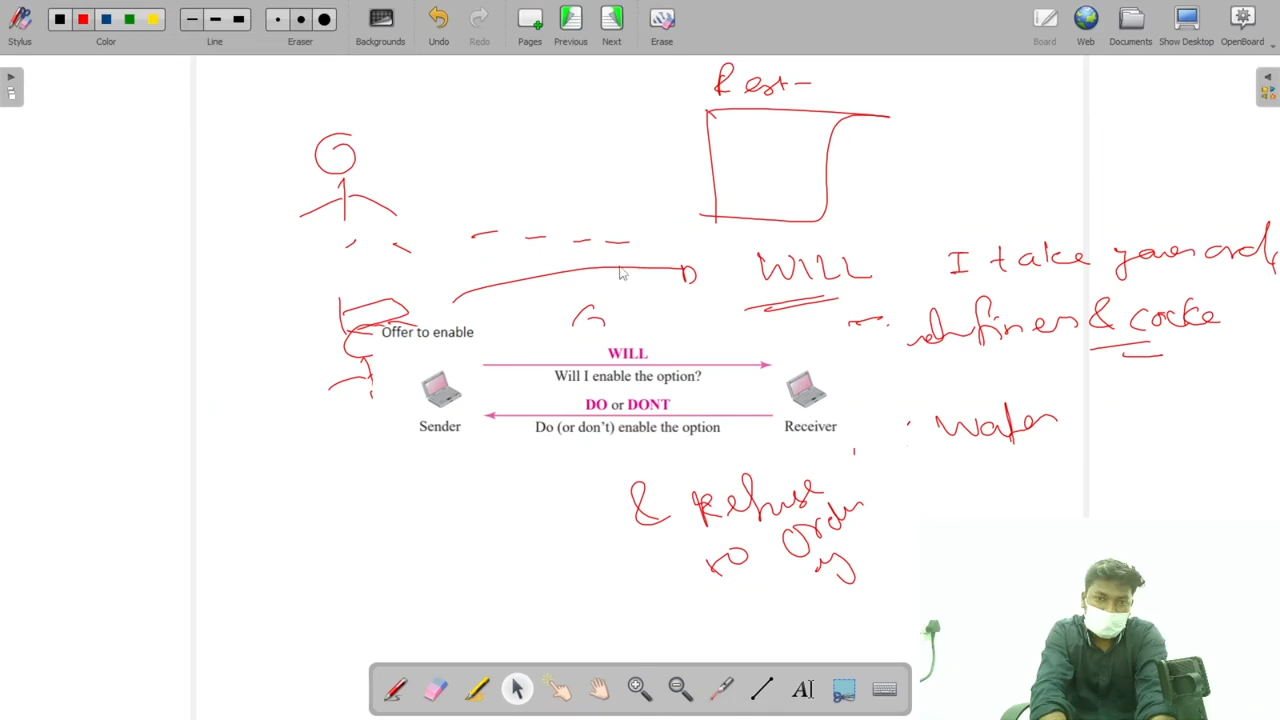 Stylus
Color
Line
Eraser
Backgrounds
Undo
Redo
Pages
Previous
Next
Erase
Board
Web
Documents
Show Desktop
OpenBoard
Rest-
WILL
I take your
& cocke
Offer to enable
WILL
Will I enable the option?
DO or DONT
Do (or don't) enable the option
Sender
Receiver
water
& Refuse
to Order